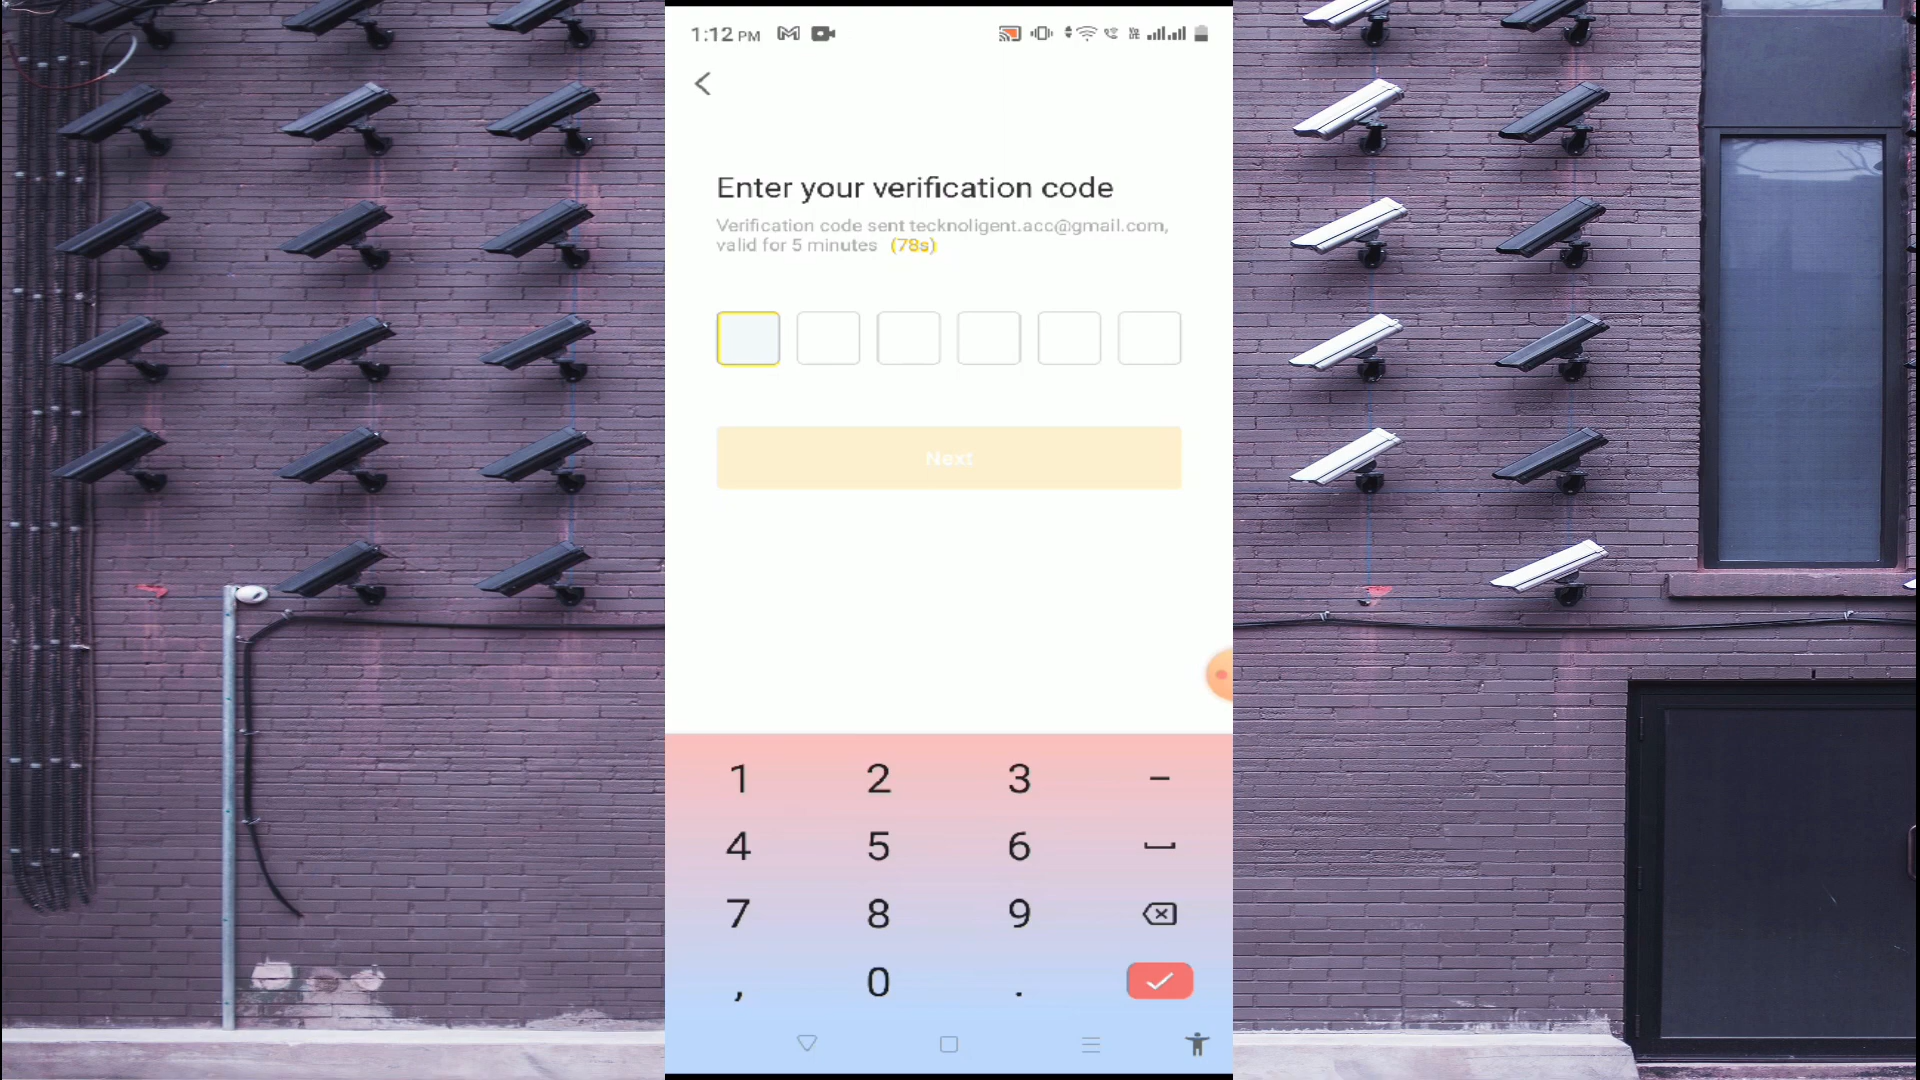 1:12 PM
Enter your verification code
Verification code sent tecknoligent.acc@gmail.com,
valid for 5 minutes (78s)
Next
1 2 3 –
4 5 6
7 8 9
, 0 .